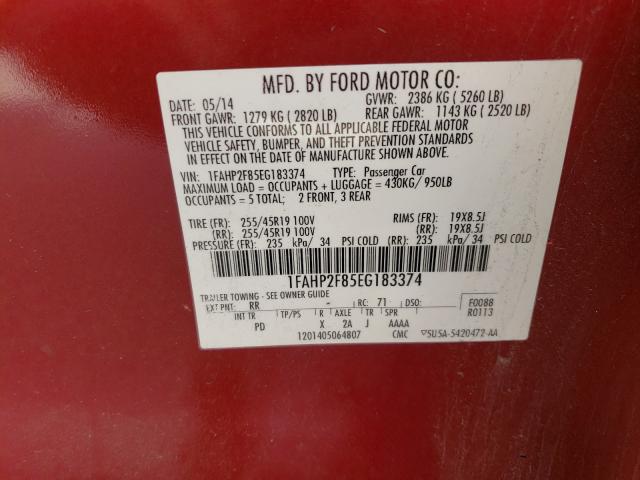 MFD. BY FORD MOTOR CO:
DATE: 05/14 GVWR: 2386 KG ( 5260 LB)
FRONT GAWR: 1279 KG ( 2820 LB) REAR GAWR: 1143 KG ( 2520 LB)
THIS VEHICLE CONFORMS TO ALL APPLICABLE FEDERAL MOTOR
VEHICLE SAFETY, BUMPER, AND THEFT PREVENTION STANDARDS
IN EFFECT ON THE DATE OF MANUFACTURE SHOWN ABOVE.
VIN: 1FAHP2F85EG183374 TYPE: Passenger Car
MAXIMUM LOAD = OCCUPANTS + LUGGAGE = 430KG/ 950LB
OCCUPANTS = 5 TOTAL; 2 FRONT, 3 REAR
TIRE (FR): 255/45R19 100V RIMS (FR): 19X8.5J
(RR): 255/45R19 100V (RR): 19X8.5J
PRESSURE (FR): 235 kPa/ 34 PSI COLD (RR): 235 kPa/ 34 PSI COLD
1FAHP2F85EG183374
TRAILER TOWING - SEE OWNER GUIDE
EXT PNT: RR - RC: 71 DSO: F0088
INT TR TP/PS R AXLE TR SPR R0113
PD X 2A J AAAA
1201405064807 CMC 5U5A-5420472-AA